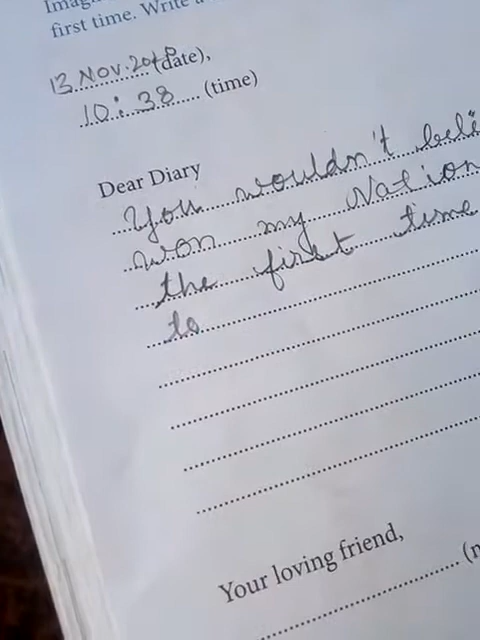 first time. Write
13 Nov. 2018 (date),
10:38 (time)
Dear Diary
You wouldn't
won my Nation
the first time
to
Your loving friend,